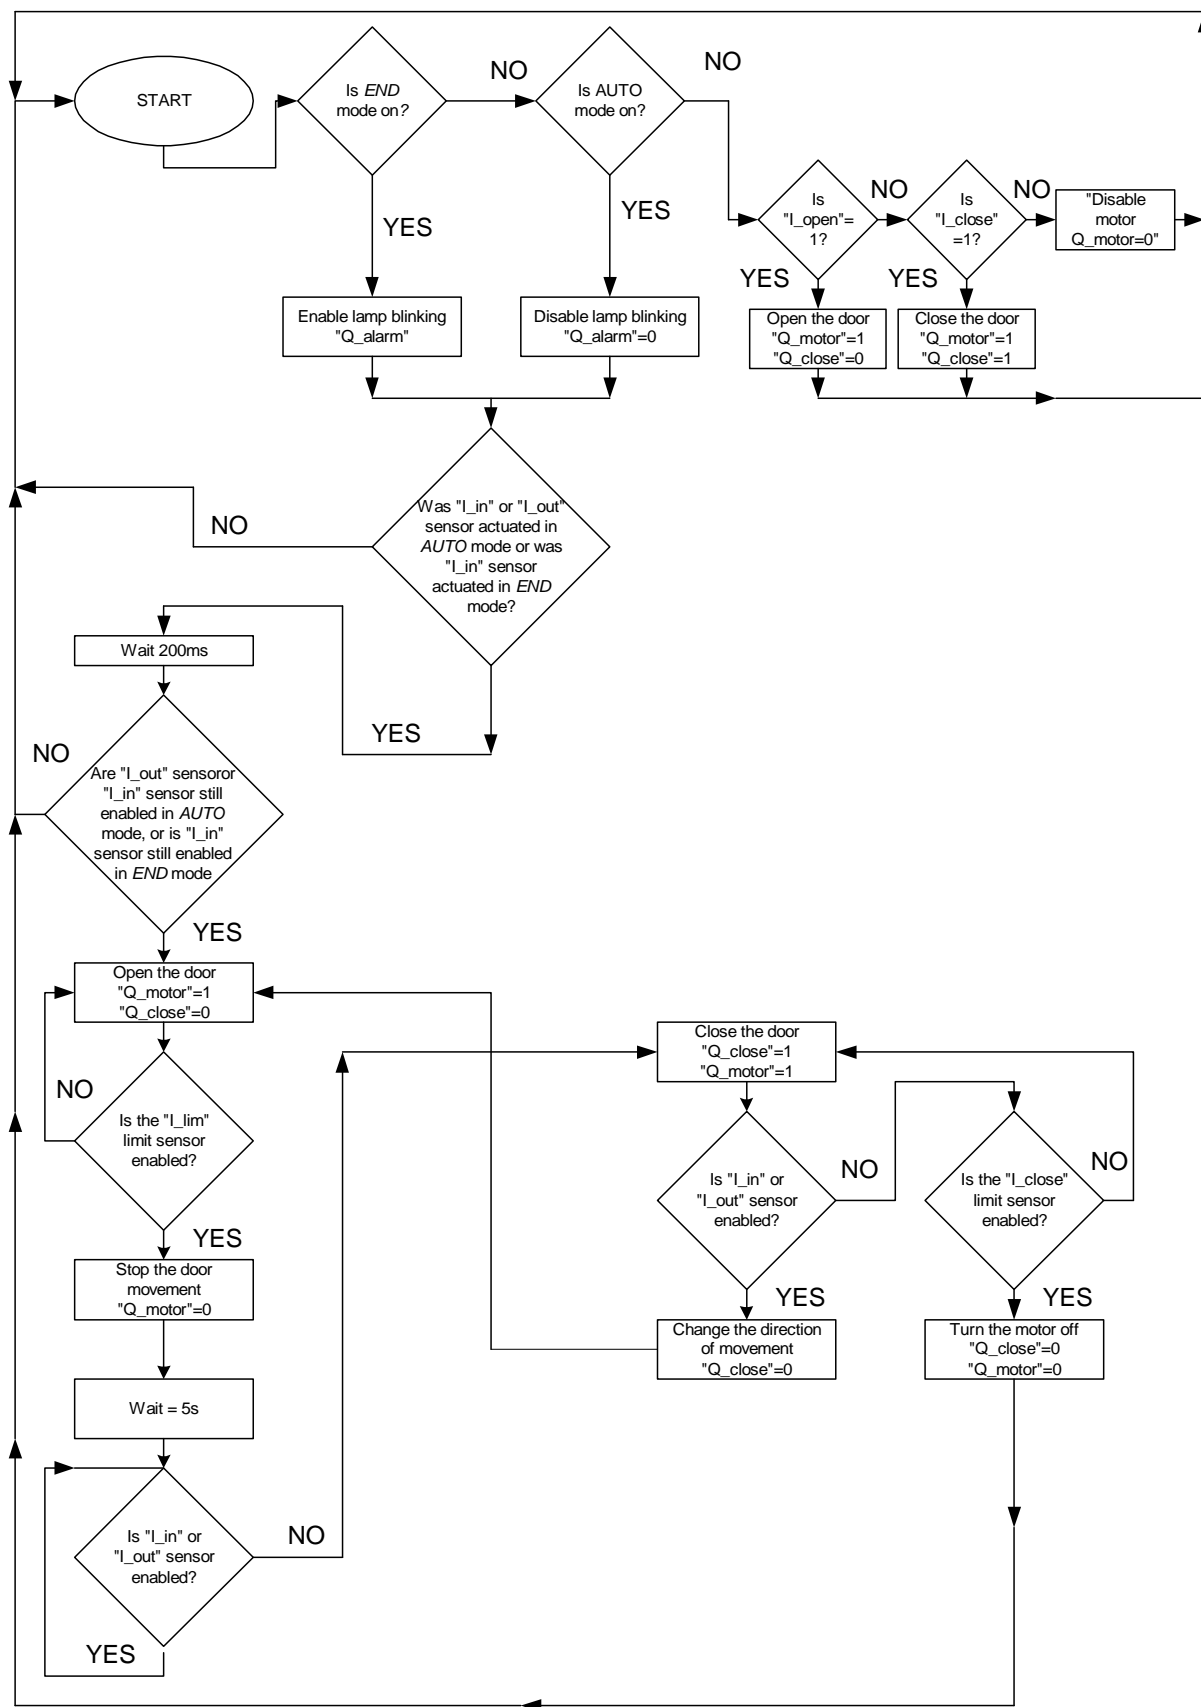 START
Is END
mode on?
NO
Is AUTO
mode on?
NO
YES
YES
Is
"I_open"=
1?
NO
Is
"I_close"
=1?
NO
"Disable
motor
Q_motor=0"
YES
YES
Enable lamp blinking
"Q_alarm"
Disable lamp blinking
"Q_alarm"=0
Open the door
"Q_motor"=1
"Q_close"=0
Close the door
"Q_motor"=1
"Q_close"=1
Was "I_in" or "I_out"
sensor actuated in
AUTO mode or was
"I_in" sensor
actuated in END
mode?
NO
YES
Wait 200ms
Are "I_out" sensoror
"I_in" sensor still
enabled in AUTO
mode, or is "I_in"
sensor still enabled
in END mode
NO
YES
Open the door
"Q_motor"=1
"Q_close"=0
Is the "I_lim"
limit sensor
enabled?
NO
YES
Stop the door
movement
"Q_motor"=0
Wait = 5s
Is "I_in" or
"I_out" sensor
enabled?
NO
YES
Close the door
"Q_close"=1
"Q_motor"=1
Is "I_in" or
"I_out" sensor
enabled?
NO
Is the "I_close"
limit sensor
enabled?
NO
YES
YES
Change the direction
of movement
"Q_close"=0
Turn the motor off
"Q_close"=0
"Q_motor"=0